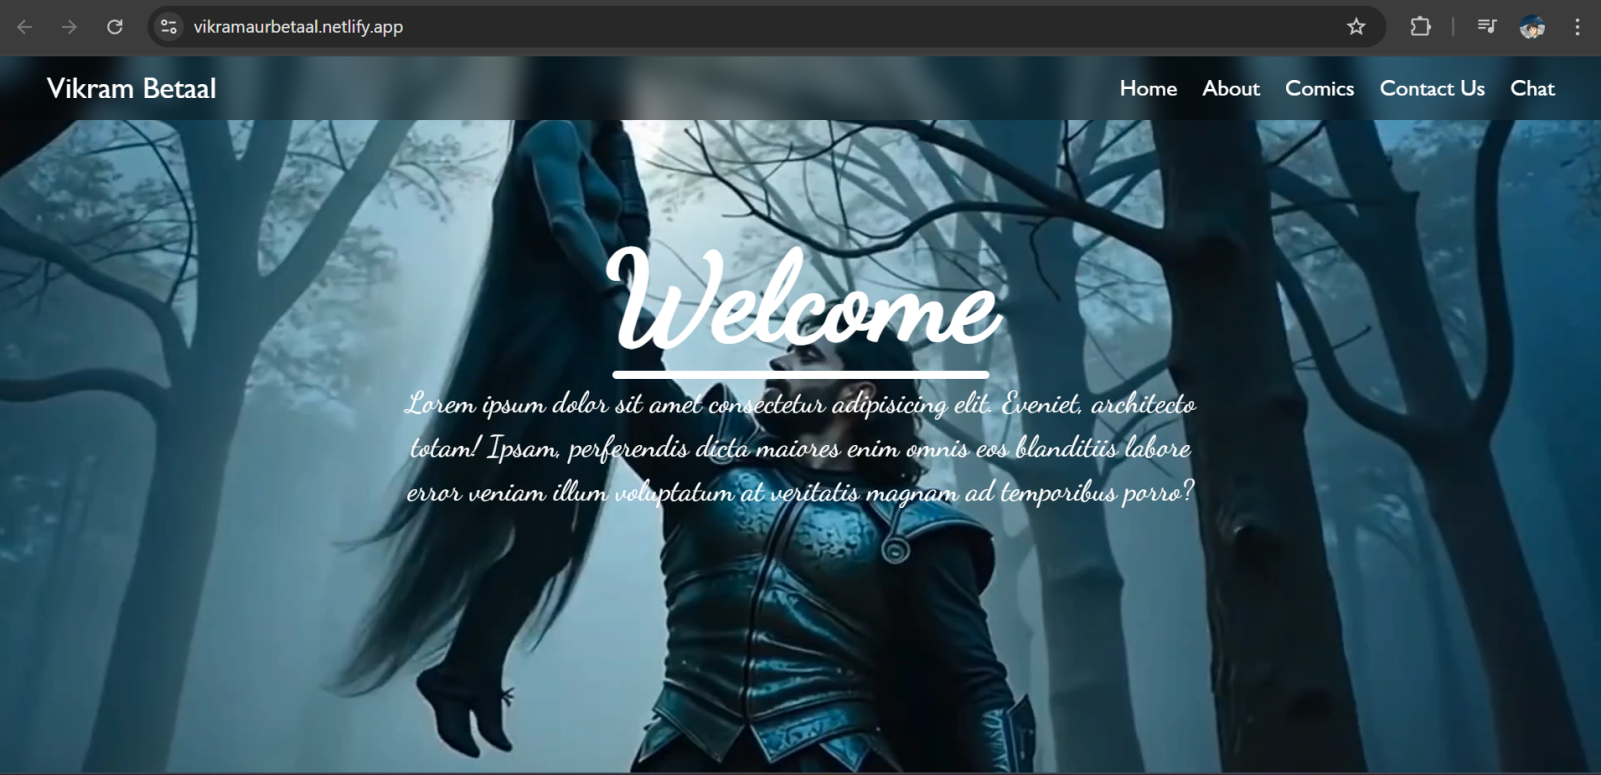 vikramaurbetaal.netlify.app
Vikram Betaal
Home About Comics Contact Us Chat
Welcome
Lorem ipsum dolor sit amet consectetur adipisicing elit. Eveniet, architecto
totam! Ipsam, perferendis dicta maiores enim omnis eos blanditiis labore
error veniam illum voluptatum at veritatis magnam ad temporibus porro?